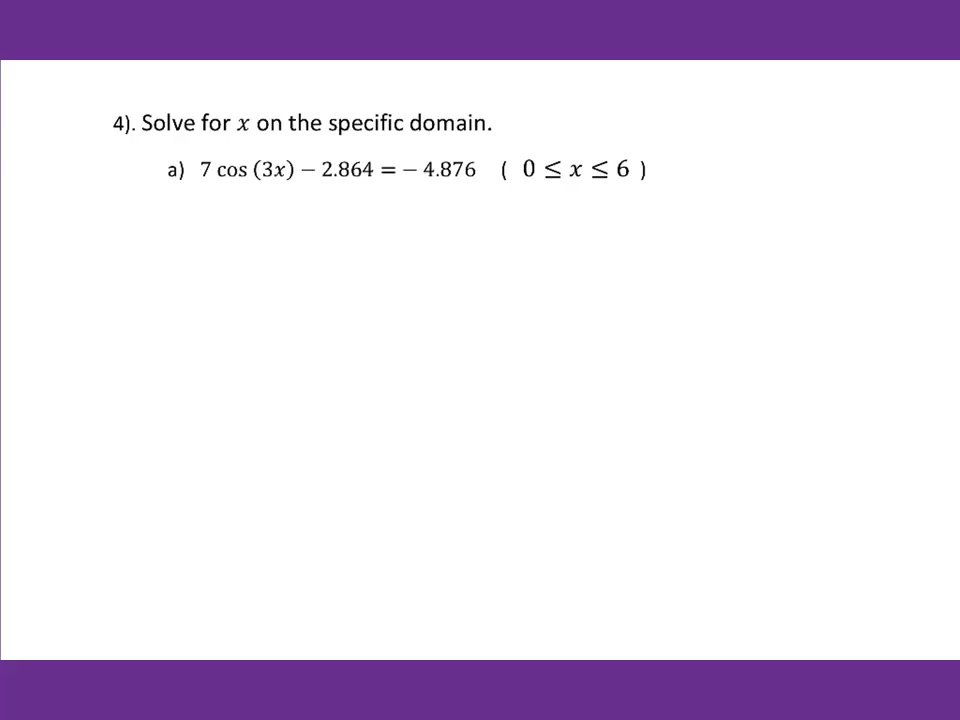 4). Solve for x on the specific domain.
a) 7 cos (3x) − 2.864 = − 4.876 ( 0 ≤ x ≤ 6 )